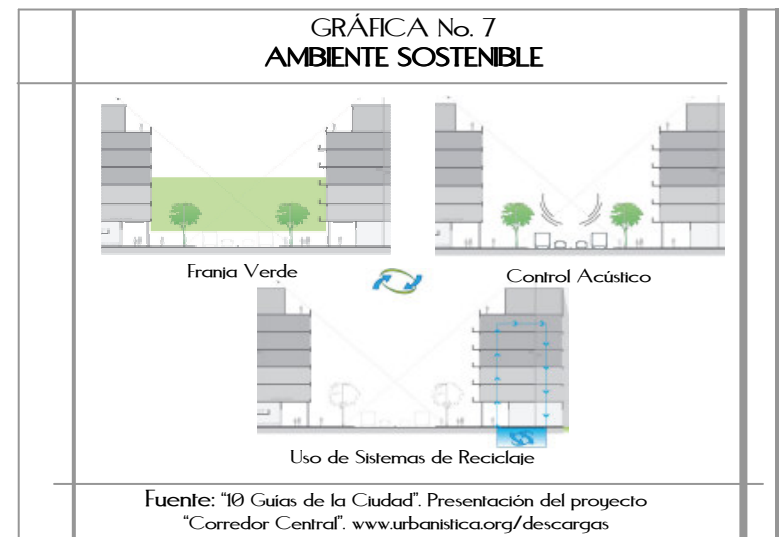 GRÁFICA No. 7
AMBIENTE SOSTENIBLE
Franja Verde
Control Acústico
Uso de Sistemas de Reciclaje
Fuente: “10 Guías de la Ciudad”. Presentación del proyecto
“Corredor Central”. www.urbanistica.org/descargas